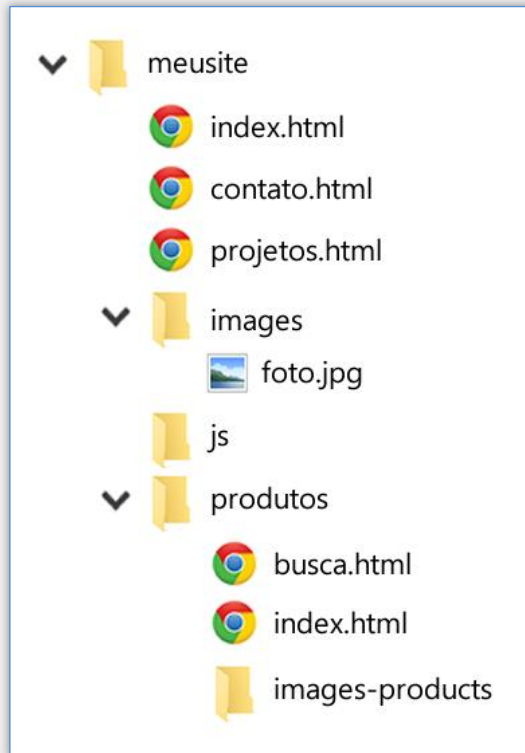 meusite
index.html
contato.html
projetos.html
images
foto.jpg
js
produtos
busca.html
index.html
images-products